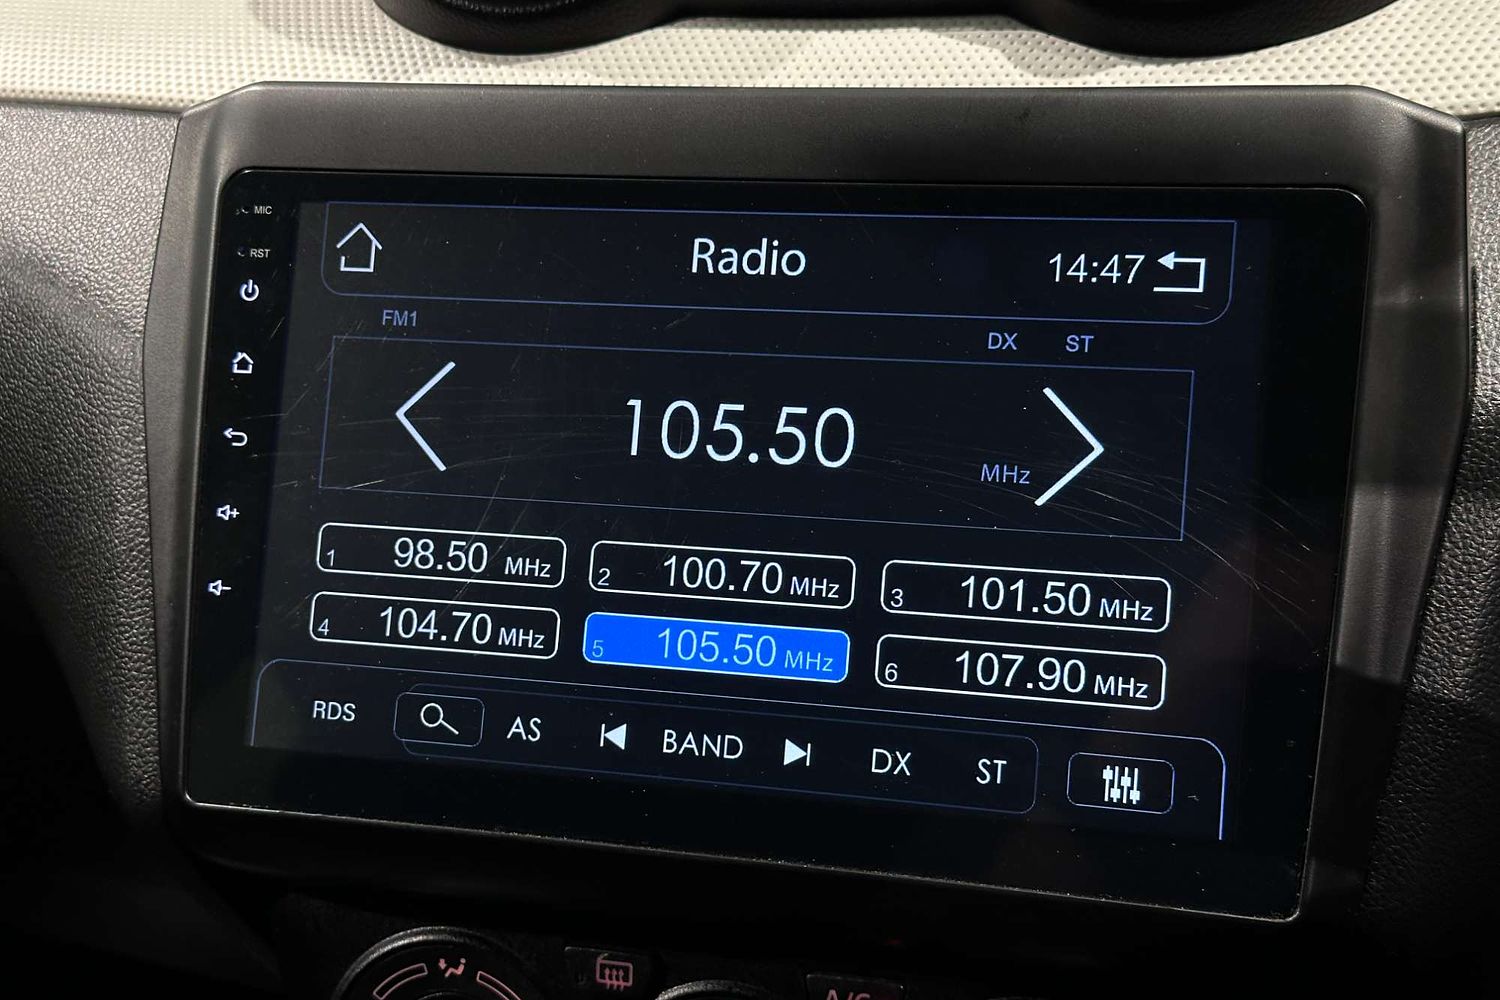 MIC
RST
Radio
14:47
FM1
DX ST
105.50
MHz
1 98.50 MHz
2 100.70 MHz
3 101.50 MHz
4 104.70 MHz
5 105.50 MHz
6 107.90 MHz
RDS AS BAND DX ST